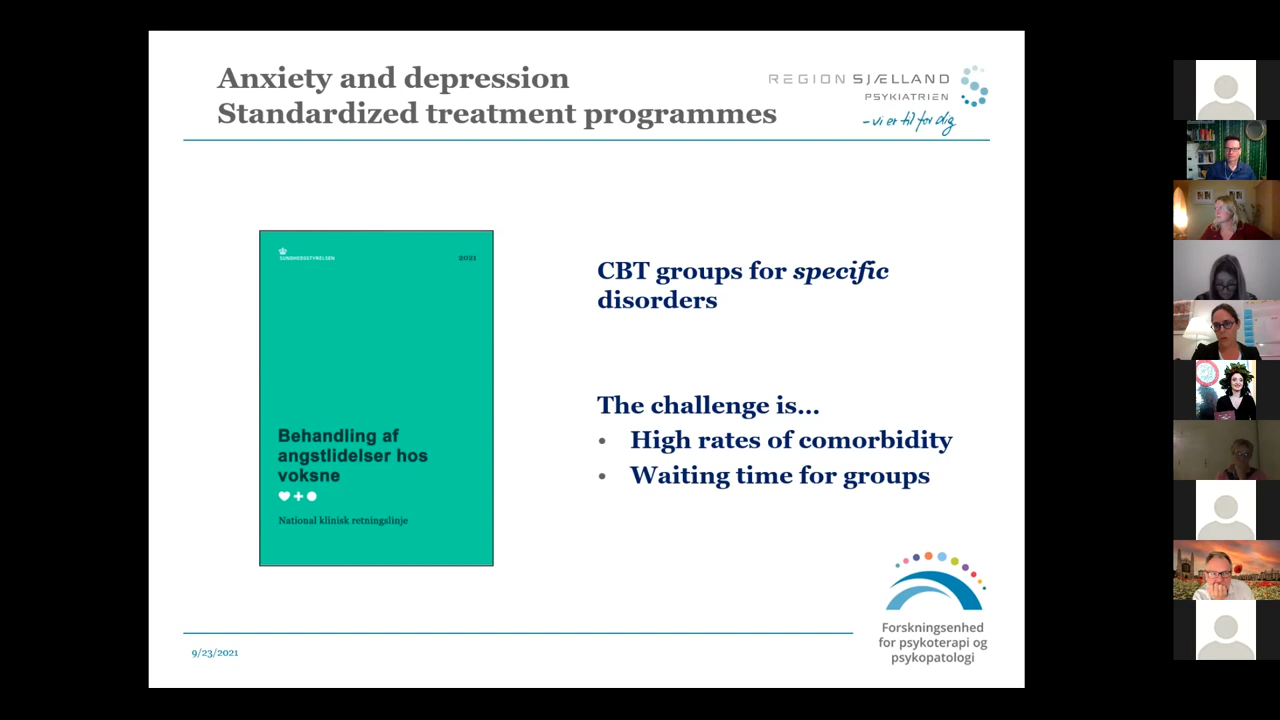 Anxiety and depression
Standardized treatment programmes
REGION SJÆLLAND
PSYKIATRIEN
- vi er til for dig
SUNDHEDSSTYRELSEN
2021
Behandling af
angstlidelser hos
voksne
National klinisk retningslinje
CBT groups for specific
disorders
The challenge is...
• High rates of comorbidity
• Waiting time for groups
Forskningsenhed
for psykoterapi og
psykopatologi
9/23/2021